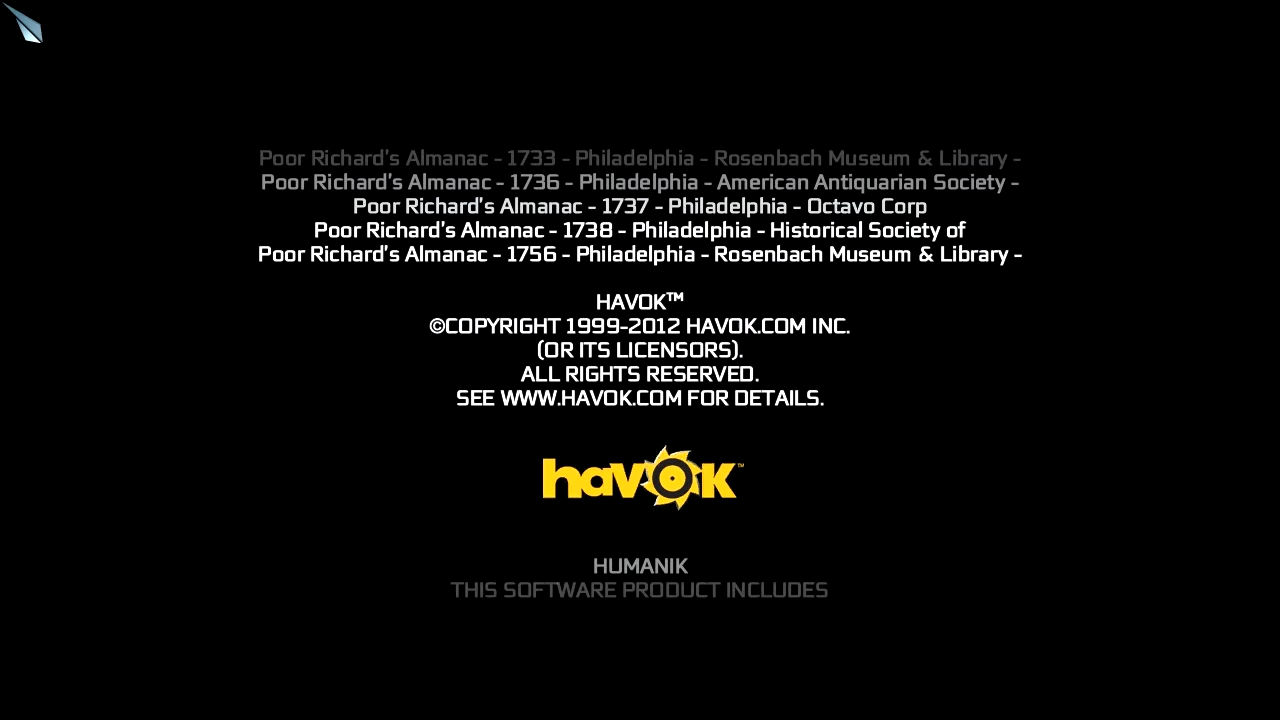 Poor Richard's Almanac - 1733 - Philadelphia - Rosenbach Museum & Library -
Poor Richard's Almanac - 1736 - Philadelphia - American Antiquarian Society -
Poor Richard's Almanac - 1737 - Philadelphia - Octavo Corp
Poor Richard's Almanac - 1738 - Philadelphia - Historical Society of
Poor Richard's Almanac - 1756 - Philadelphia - Rosenbach Museum & Library -
HAVOK™
©COPYRIGHT 1999-2012 HAVOK.COM INC.
(OR ITS LICENSORS).
ALL RIGHTS RESERVED.
SEE WWW.HAVOK.COM FOR DETAILS.
havok™
HUMANIK
THIS SOFTWARE PRODUCT INCLUDES